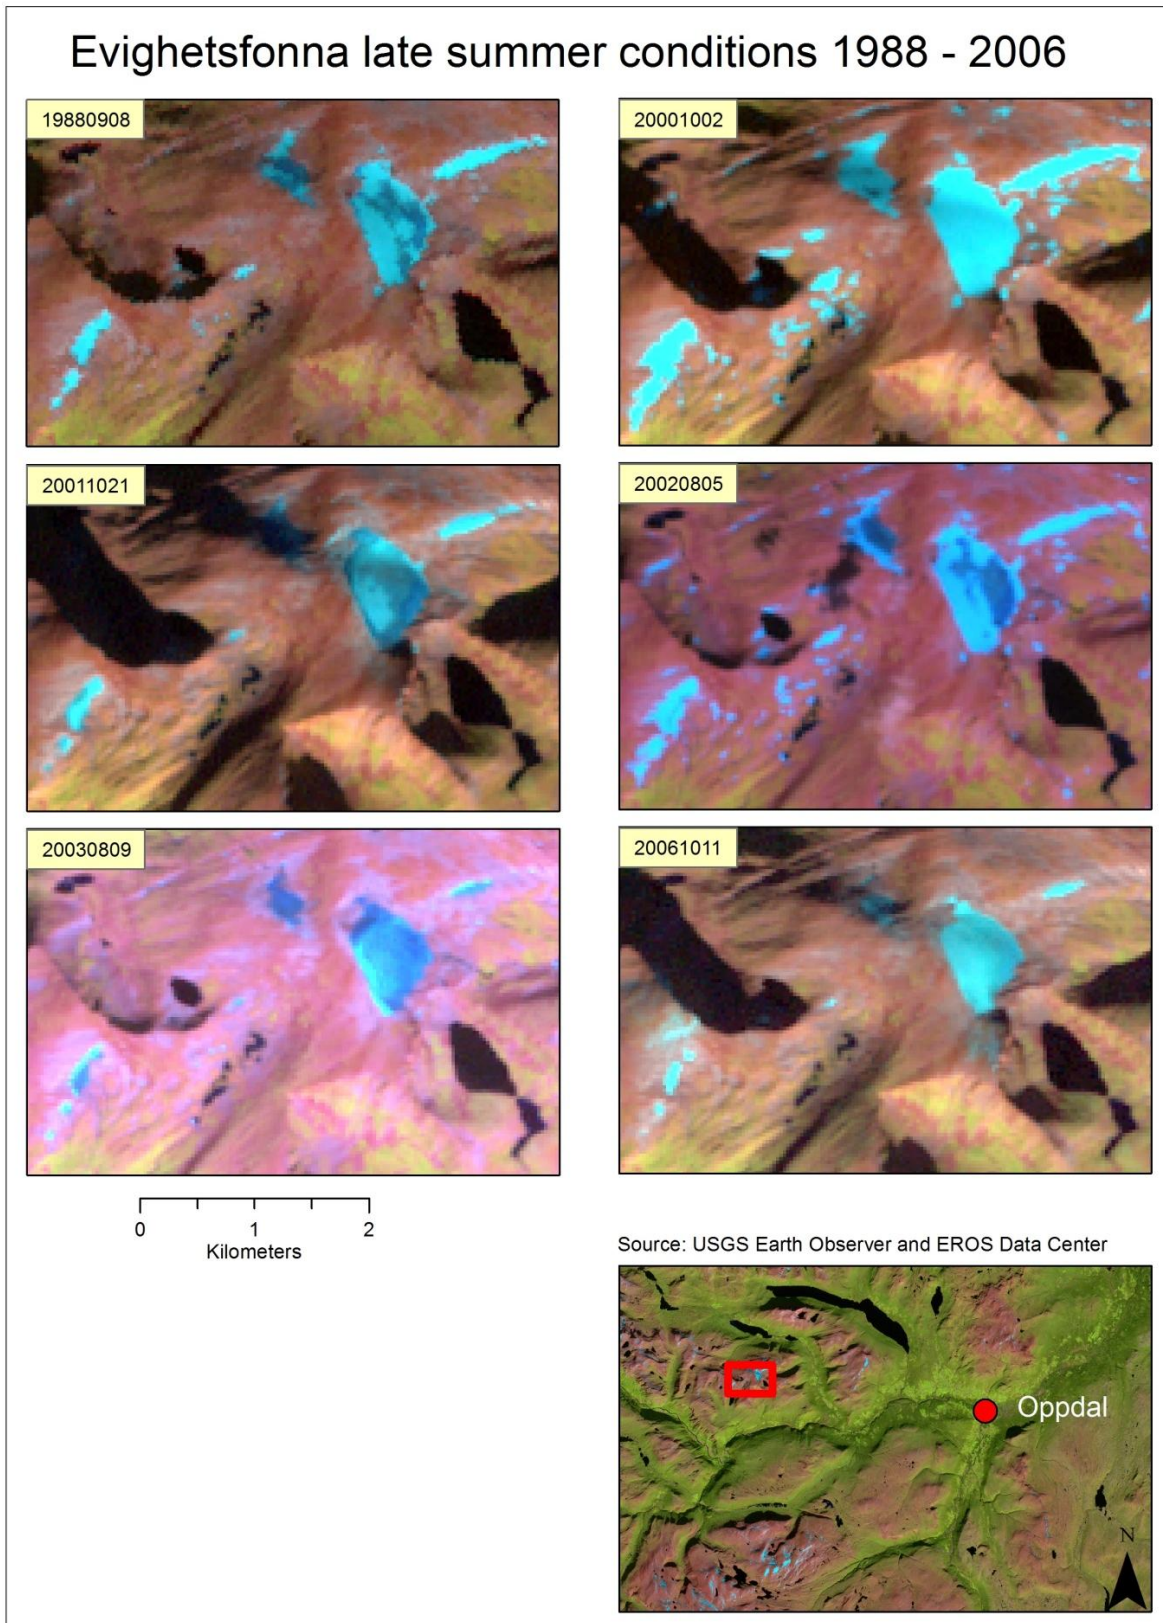 Evighetsfonna late summer conditions 1988 - 2006
19880908
20001002
20011021
20020805
20030809
20061011
0 1 2
Kilometers
Source: USGS Earth Observer and EROS Data Center
Oppdal
N